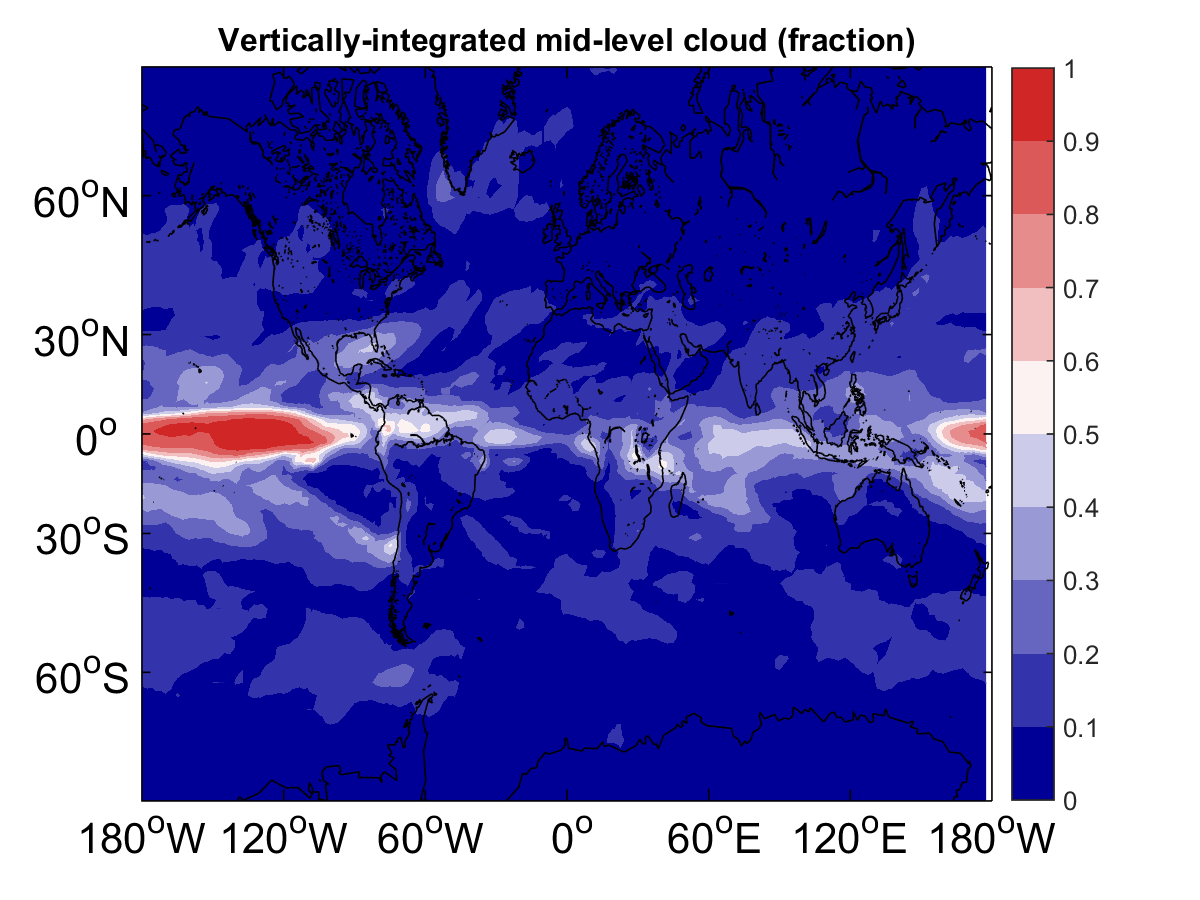 Vertically-integrated mid-level cloud (fraction)
1
0.9
0.8
0.7
0.6
0.5
0.4
0.3
0.2
0.1
0
60°N
30°N
0°
30°S
60°S
180°W 120°W 60°W 0° 60°E 120°E 180°W